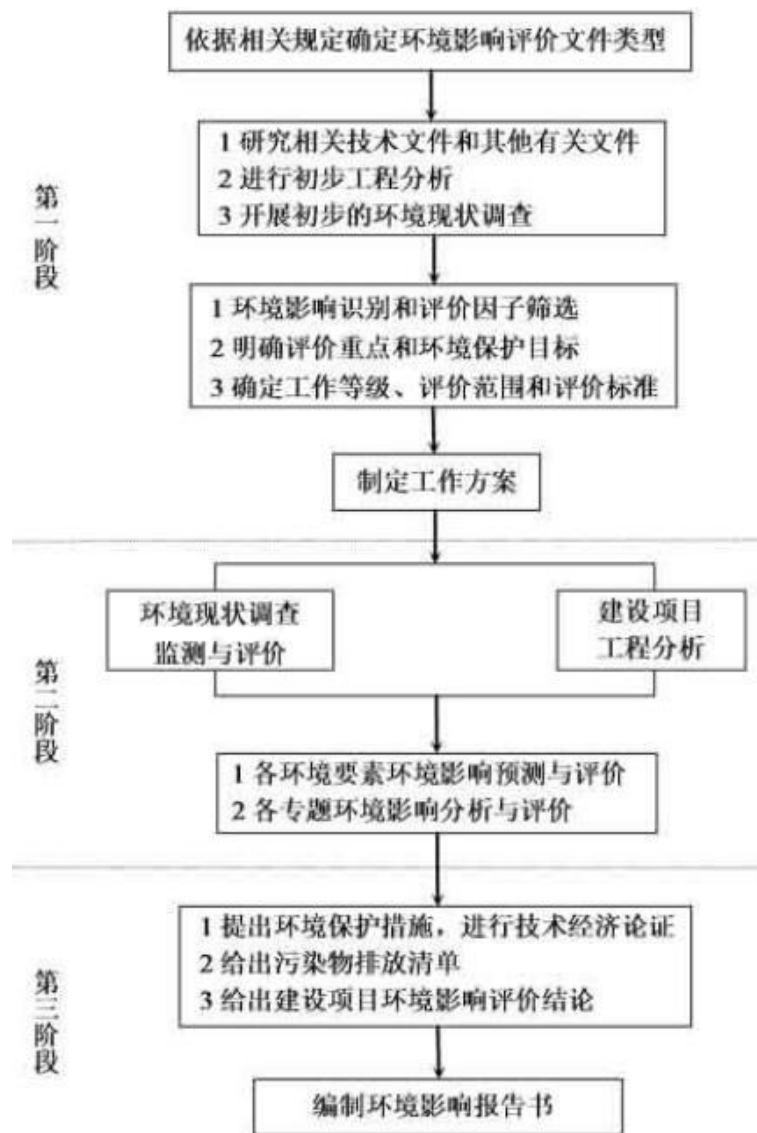 依据相关规定确定环境影响评价文件类型
1 研究相关技术文件和其他有关文件
2 进行初步工程分析
3 开展初步的环境现状调查
第一阶段
1 环境影响识别和评价因子筛选
2 明确评价重点和环境保护目标
3 确定工作等级、评价范围和评价标准
制定工作方案
环境现状调查
监测与评价
建设项目
工程分析
第二阶段
1 各环境要素环境影响预测与评价
2 各专题环境影响分析与评价
1 提出环境保护措施，进行技术经济论证
2 给出污染物排放清单
3 给出建设项目环境影响评价结论
第三阶段
编制环境影响报告书